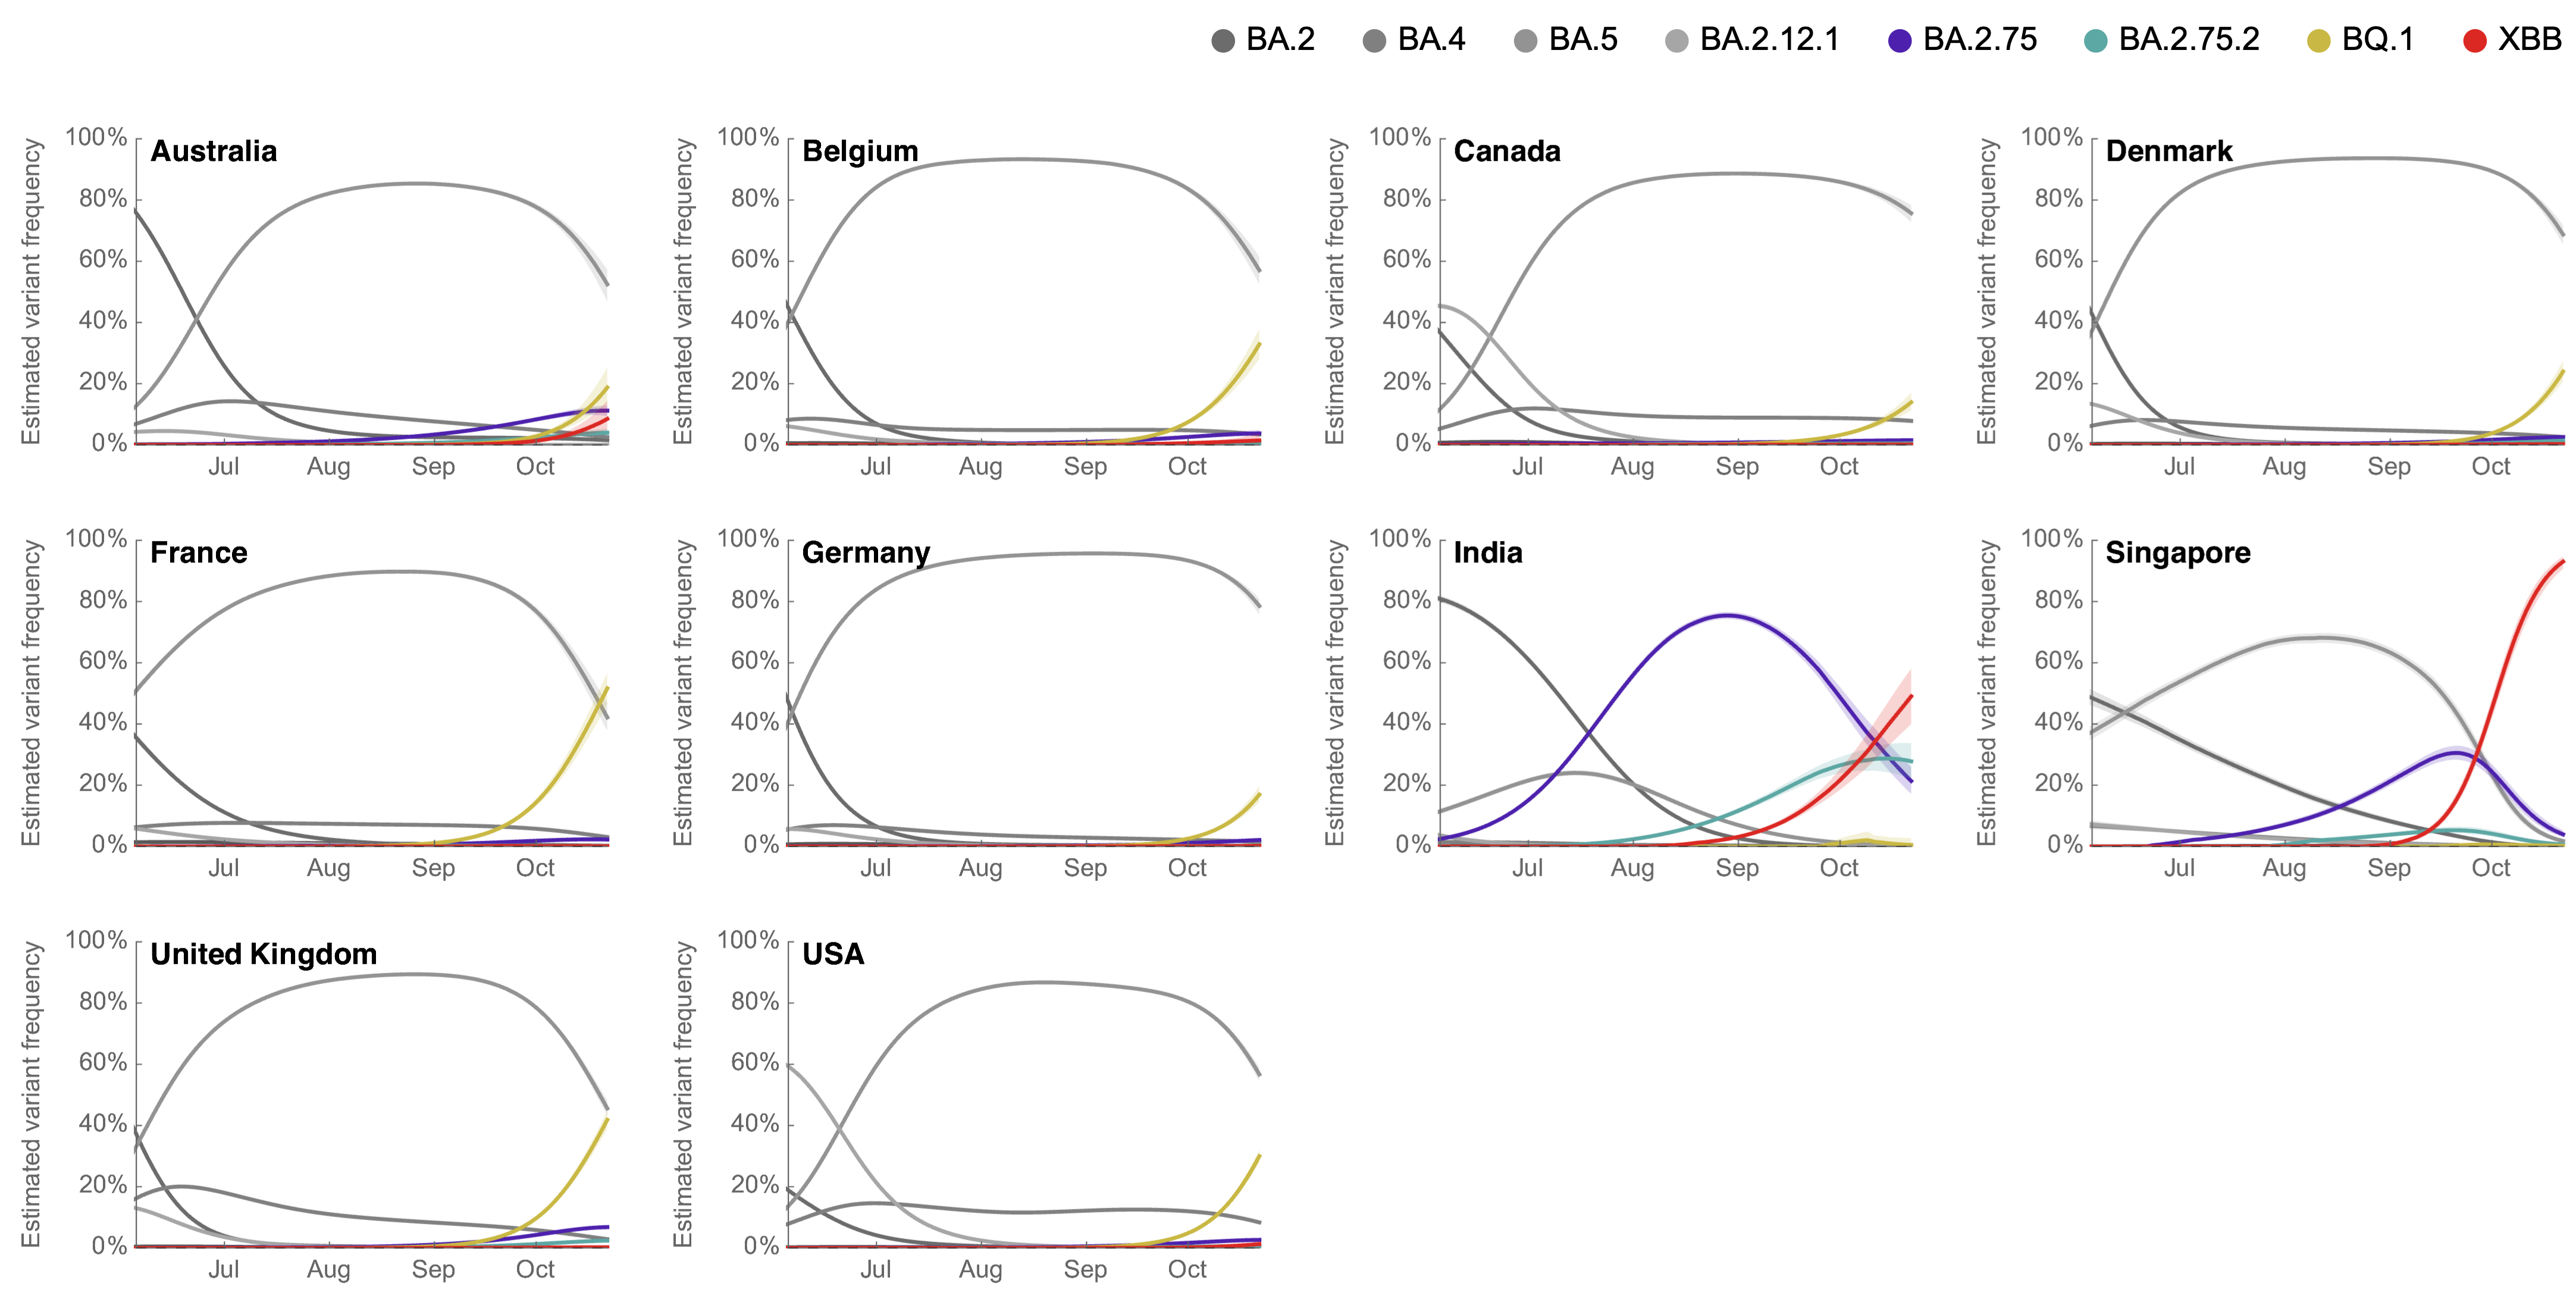 BA.2 BA.4 BA.5 BA.2.12.1 BA.2.75 BA.2.75.2 BQ.1 XBB
Australia
Estimated variant frequency
100%
80%
60%
40%
20%
0%
Jul Aug Sep Oct
Belgium
Estimated variant frequency
100%
80%
60%
40%
20%
0%
Jul Aug Sep Oct
Canada
Estimated variant frequency
100%
80%
60%
40%
20%
0%
Jul Aug Sep Oct
Denmark
Estimated variant frequency
100%
80%
60%
40%
20%
0%
Jul Aug Sep Oct
France
Estimated variant frequency
100%
80%
60%
40%
20%
0%
Jul Aug Sep Oct
Germany
Estimated variant frequency
100%
80%
60%
40%
20%
0%
Jul Aug Sep Oct
India
Estimated variant frequency
100%
80%
60%
40%
20%
0%
Jul Aug Sep Oct
Singapore
Estimated variant frequency
100%
80%
60%
40%
20%
0%
Jul Aug Sep Oct
United Kingdom
Estimated variant frequency
100%
80%
60%
40%
20%
0%
Jul Aug Sep Oct
USA
Estimated variant frequency
100%
80%
60%
40%
20%
0%
Jul Aug Sep Oct